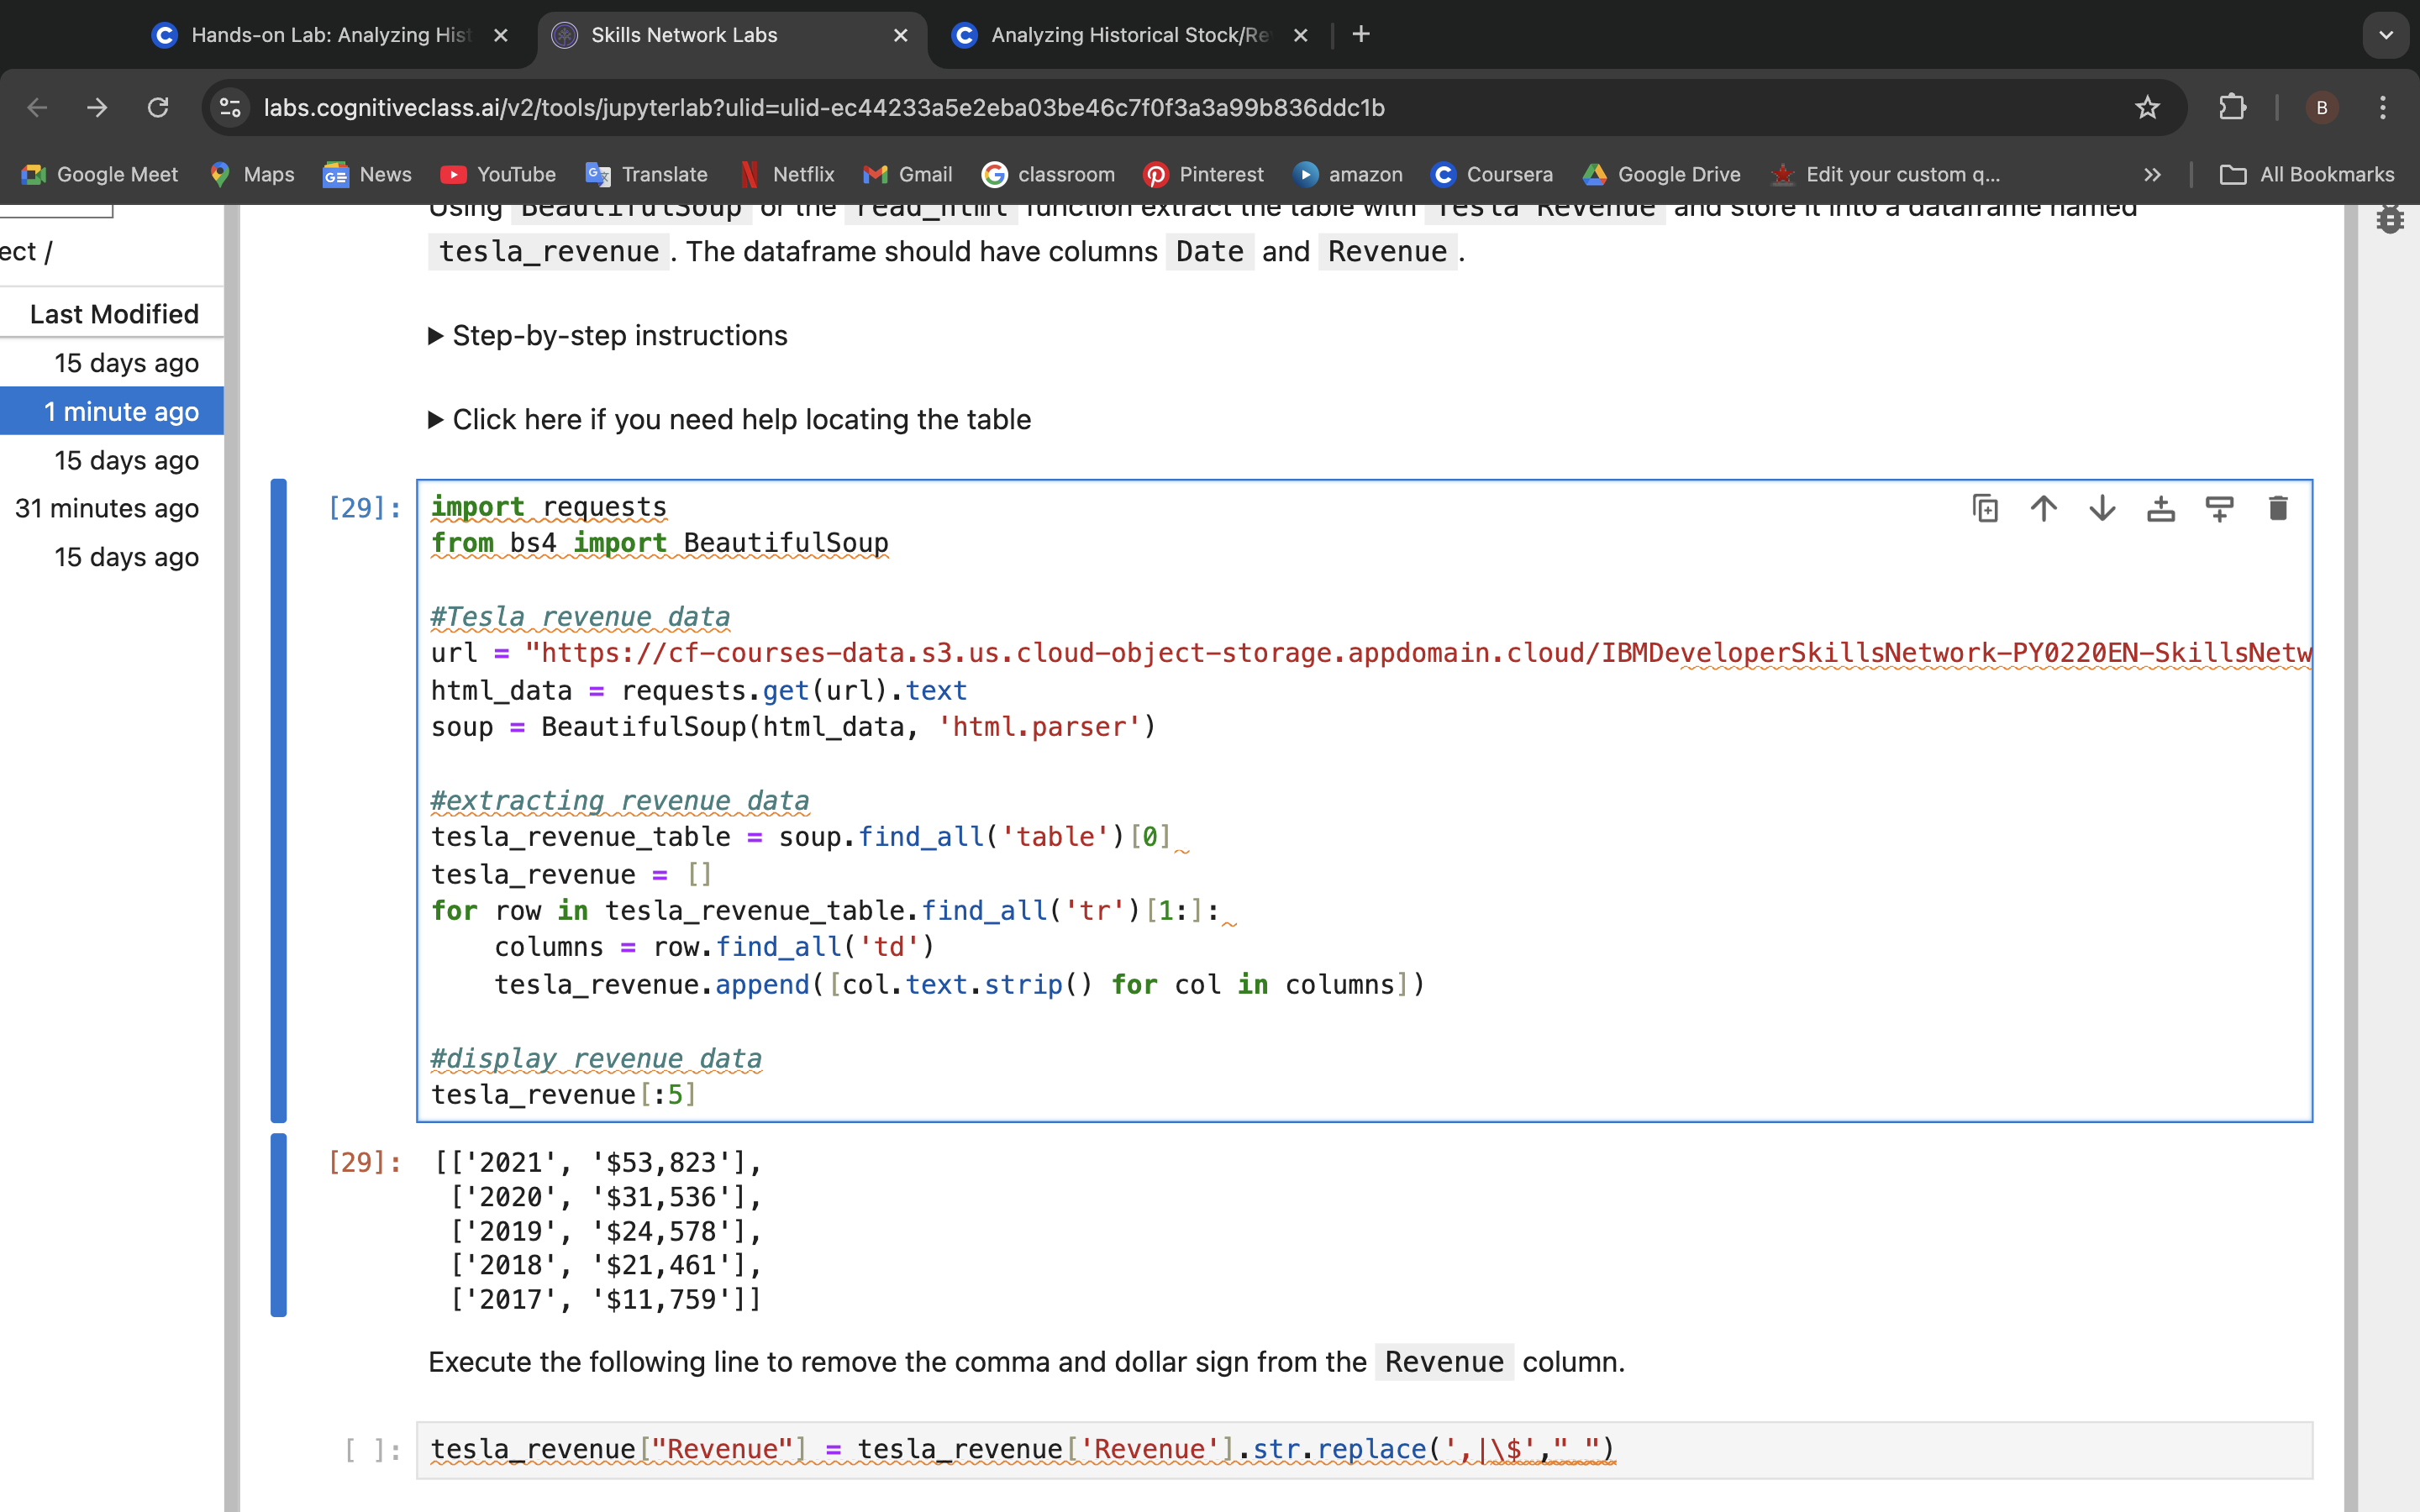 Hands-on Lab: Analyzing Hist
Skills Network Labs
Analyzing Historical Stock/Re
labs.cognitiveclass.ai/v2/tools/jupyterlab?ulid=ulid-ec44233a5e2eba03be46c7f0f3a3a99b836ddc1b
B
Google Meet
Maps
News
YouTube
Translate
Netflix
Gmail
classroom
Pinterest
amazon
Coursera
Google Drive
Edit your custom q...
All Bookmarks
Using BeautifulSoup or the read_html function extract the table with Tesla Revenue and store it into a dataframe named
tesla_revenue. The dataframe should have columns Date and Revenue.
ect /
Last Modified
15 days ago
1 minute ago
15 days ago
31 minutes ago
15 days ago
Step-by-step instructions
Click here if you need help locating the table
[29]:
import requests
from bs4 import BeautifulSoup
#Tesla revenue data
url = "https://cf-courses-data.s3.us.cloud-object-storage.appdomain.cloud/IBMDeveloperSkillsNetwork-PY0220EN-SkillsNetw
html_data = requests.get(url).text
soup = BeautifulSoup(html_data, 'html.parser')
#extracting revenue data
tesla_revenue_table = soup.find_all('table')[0]
tesla_revenue = []
for row in tesla_revenue_table.find_all('tr')[1:]:
    columns = row.find_all('td')
    tesla_revenue.append([col.text.strip() for col in columns])
#display revenue data
tesla_revenue[:5]
[29]: [['2021', '$53,823'],
 ['2020', '$31,536'],
 ['2019', '$24,578'],
 ['2018', '$21,461'],
 ['2017', '$11,759']]
Execute the following line to remove the comma and dollar sign from the Revenue column.
[ ]: tesla_revenue["Revenue"] = tesla_revenue['Revenue'].str.replace(',|\$'," ")